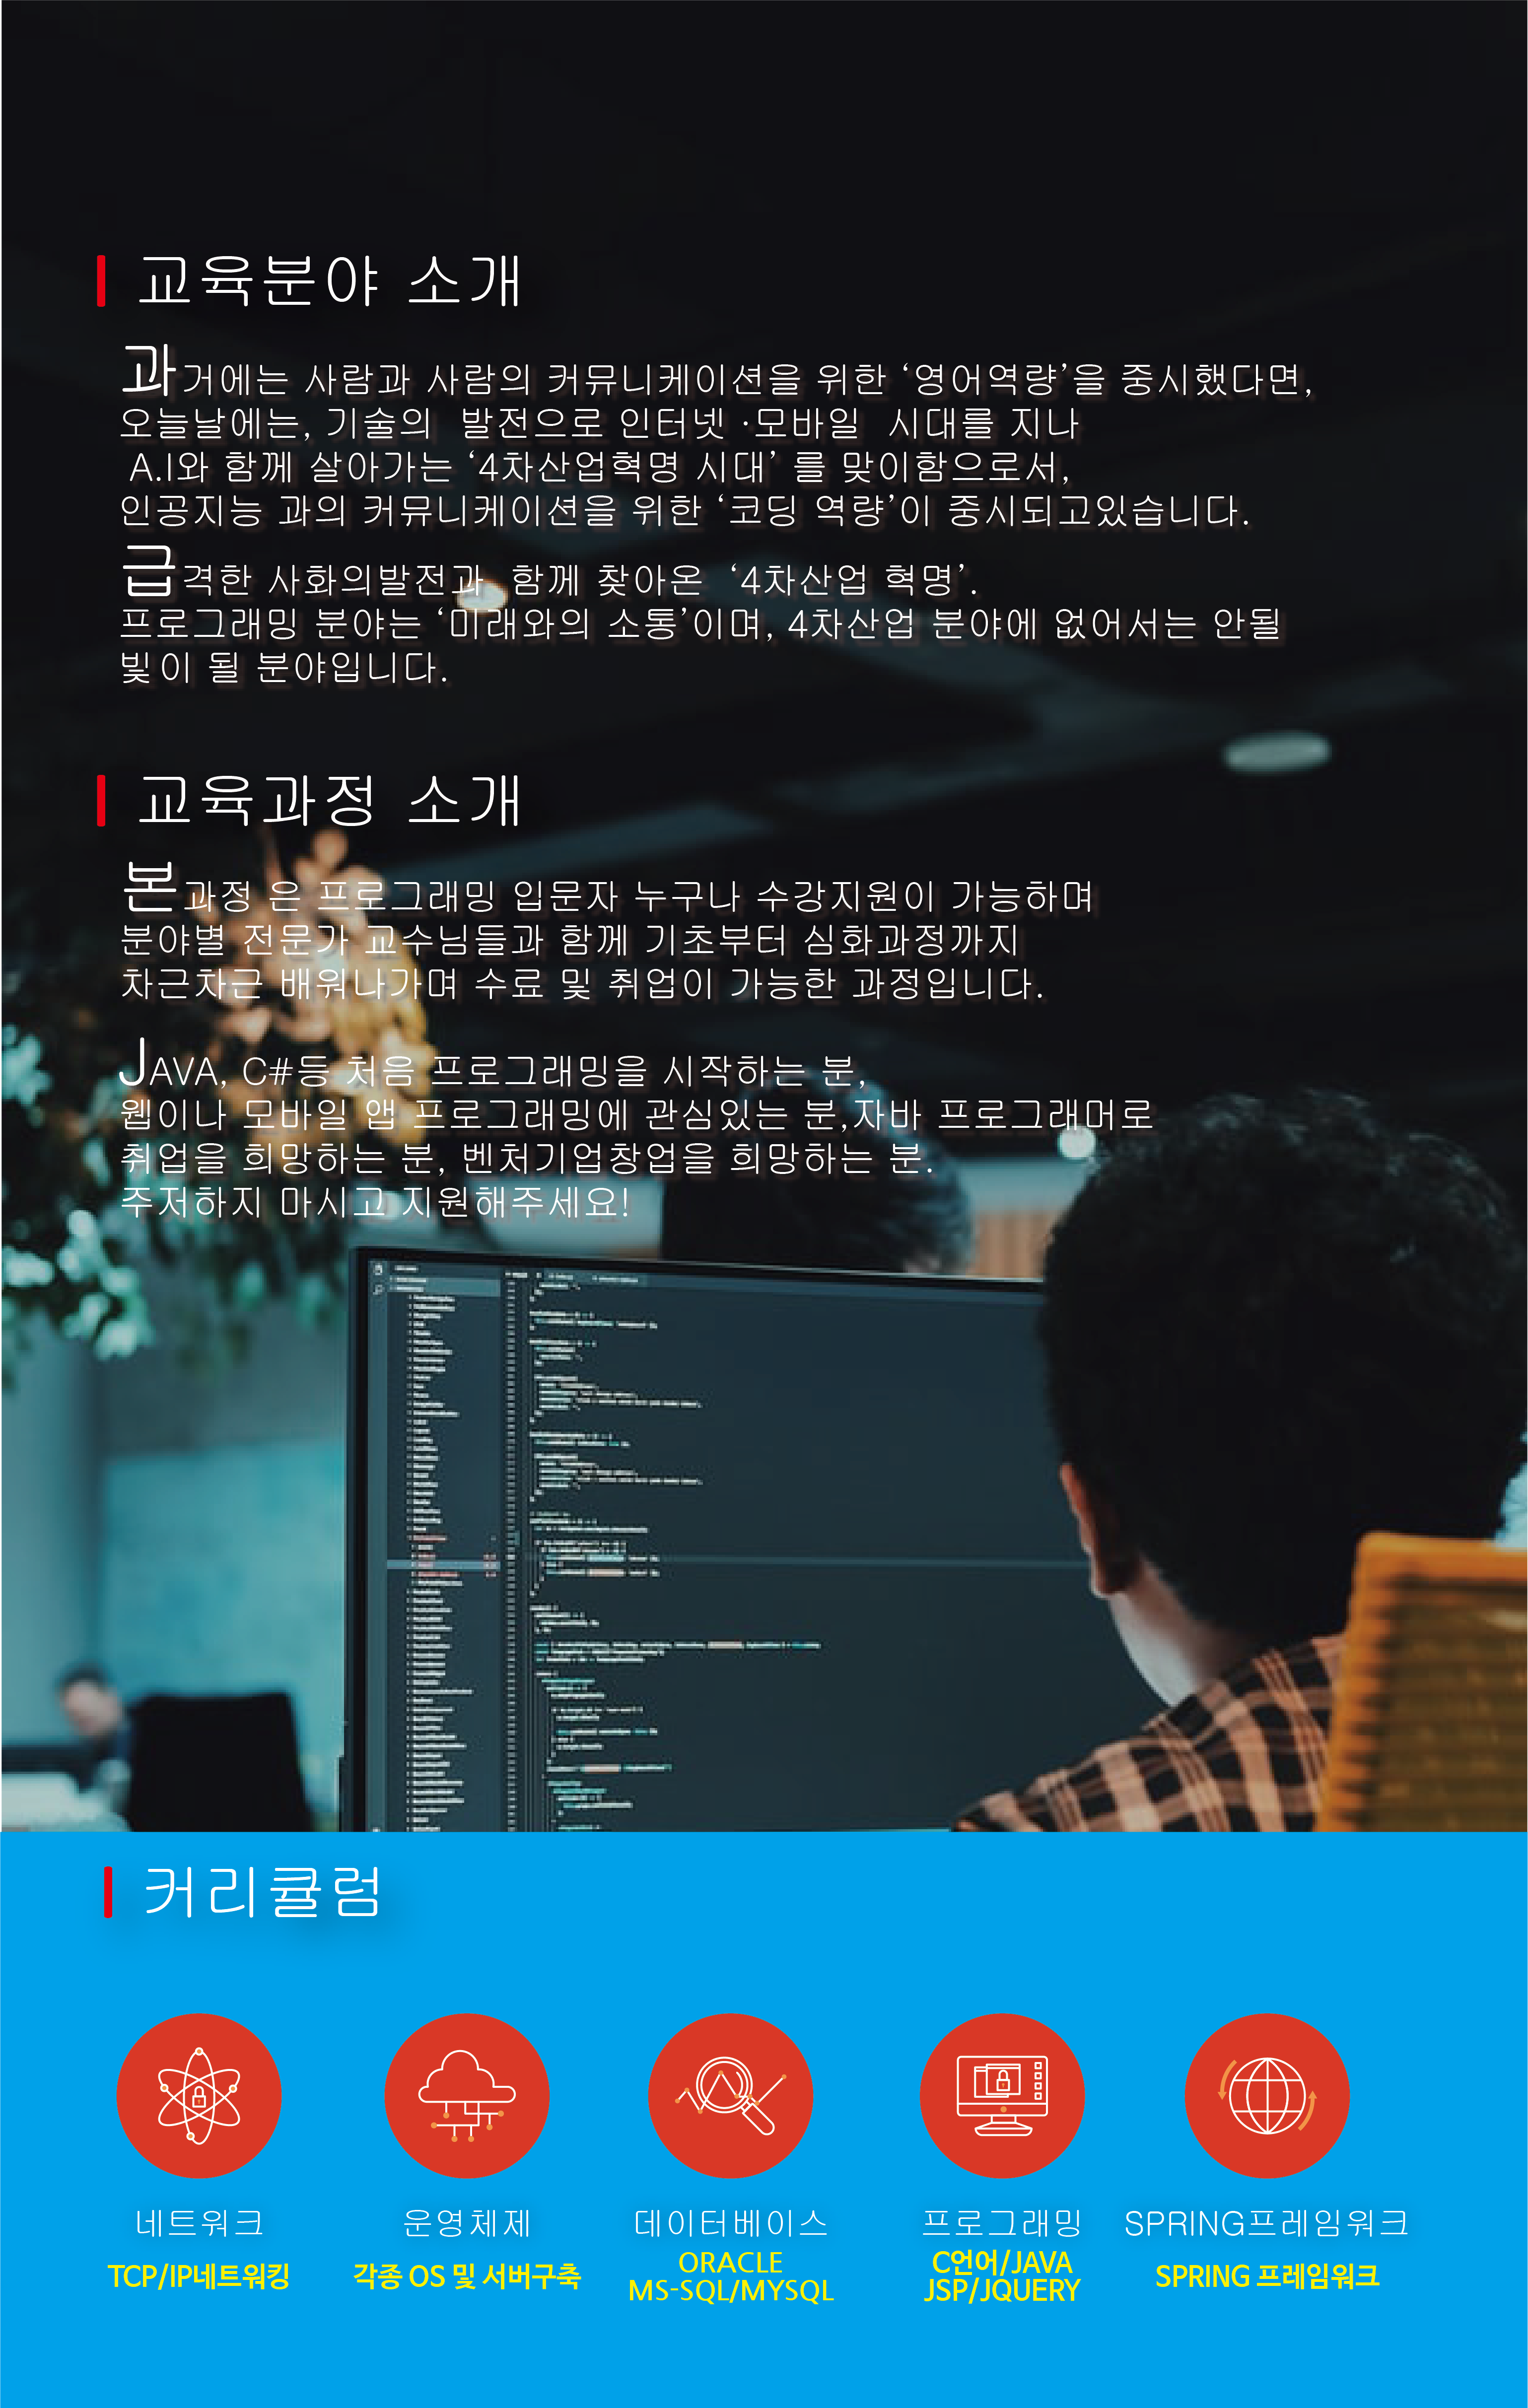 교육분야 소개
과거에는 사람과 사람의 커뮤니케이션을 위한 ‘영어역량’을 중시했다면,
오늘날에는, 기술의 발전으로 인터넷 ·모바일 시대를 지나
A.I와 함께 살아가는 ‘4차산업혁명 시대’ 를 맞이함으로서,
인공지능 과의 커뮤니케이션을 위한 ‘코딩 역량’이 중시되고있습니다.
급격한 사화의발전과 함께 찾아온 ‘4차산업 혁명’.
프로그래밍 분야는 ‘미래와의 소통’이며, 4차산업 분야에 없어서는 안될
빛이 될 분야입니다.
교육과정 소개
본과정 은 프로그래밍 입문자 누구나 수강지원이 가능하며
분야별 전문가 교수님들과 함께 기초부터 심화과정까지
차근차근 배워나가며 수료 및 취업이 가능한 과정입니다.
JAVA, C#등 처음 프로그래밍을 시작하는 분,
웹이나 모바일 앱 프로그래밍에 관심있는 분,자바 프로그래머로
취업을 희망하는 분, 벤처기업창업을 희망하는 분.
주저하지 마시고 지원해주세요!
커리큘럼
네트워크
TCP/IP네트워킹
운영체제
각종 OS 및 서버구축
데이터베이스
ORACLE
MS-SQL/MYSQL
프로그래밍
C언어/JAVA
JSP/JQUERY
SPRING프레임워크
SPRING 프레임워크